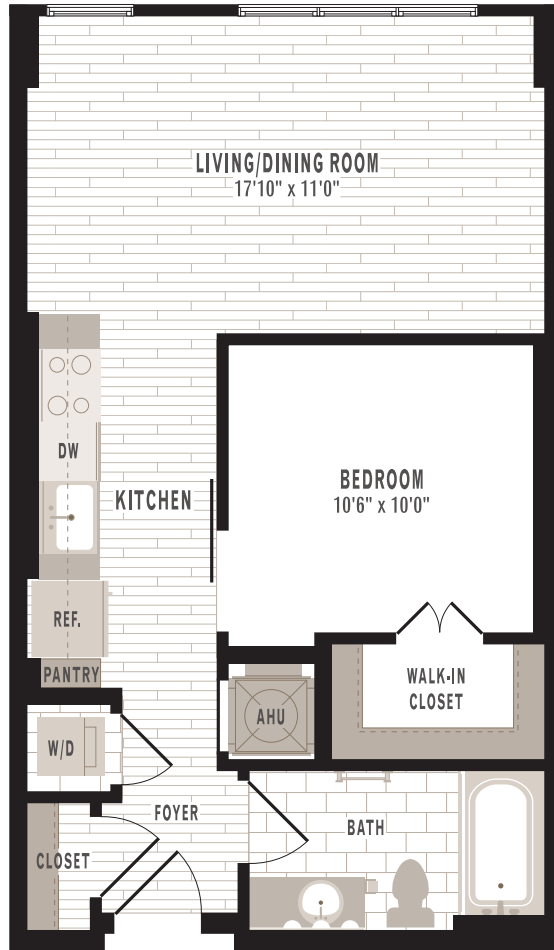 LIVING/DINING ROOM
17'10" x 11'0"
DW
KITCHEN
BEDROOM
10'6" x 10'0"
REF.
PANTRY
WALK-IN
CLOSET
AHU
W/D
FOYER
BATH
CLOSET